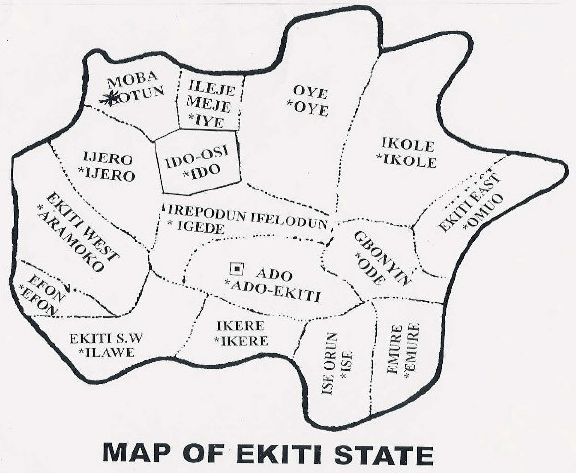 MOBA
*OTUN
ILEJE
MEJE
*IYE
OYE
*OYE
IKOLE
*IKOLE
IJERO
*IJERO
IDO-OSI
*IDO
EKITI EAST
*OMUO
EKITI WEST
*ARAMOKO
IREPODUN IFELODUN
* IGEDE
GBONYIN
*ODE
ADO
*ADO-EKITI
EFON
*EFON
EKITI S.W
*ILAWE
IKERE
*IKERE
ISE ORUN
*ISE
EMURE
*EMURE
MAP OF EKITI STATE